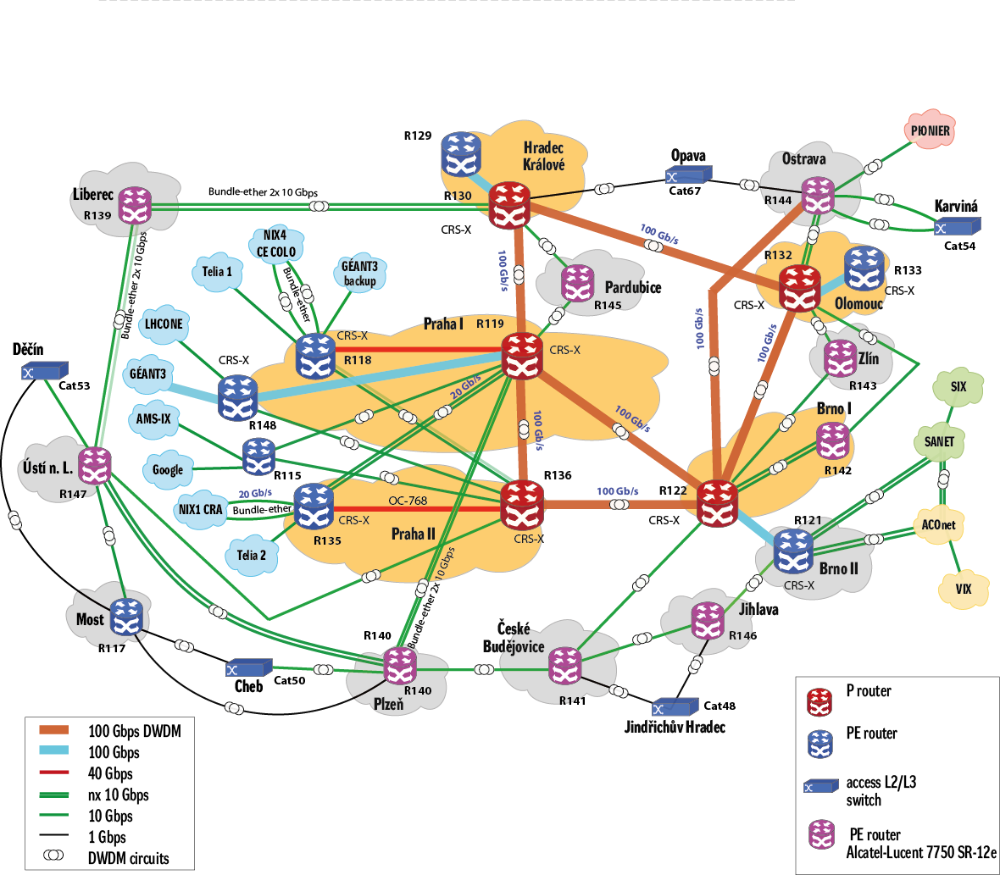 PIONIER
R129
Hradec
Králové
Opava
Ostrava
Cat67
Liberec
R139
Bundle-ether 2x 10 Gbps
R130
CRS-X
R144
Karviná
Cat54
100 Gb/s
NIX4
CE COLO
Telia 1
GÉANT3
backup
Bundle-ether
Bundle-ether 2x 10 Gbps
100 Gb/s
Pardubice
R145
R132
R133
CRS-X
Olomouc
CRS-X
LHCONE
Praha I
R119
CRS-X
CRS-X
R118
CRS-X
100 Gb/s
100 Gb/s
Děčín
Cat53
GÉANT3
CRS-X
R148
20 Gb/s
Zlín
R143
SIX
AMS-IX
100 Gb/s
100 Gb/s
Brno I
R142
SANET
Ústí n. L.
R147
Google
R115
R136
OC-768
100 Gb/s
R122
CRS-X
NIX1 CRA
20 Gb/s
Bundle-ether
R135
CRS-X
Praha II
CRS-X
R121
ACOnet
Telia 2
Brno II
CRS-X
VIX
Bundle-ether 2x 10 Gbps
Most
R117
R140
České
Budějovice
Jihlava
R146
Cheb
Cat50
R140
Plzeň
R141
Cat48
Jindřichův Hradec
100 Gbps DWDM
100 Gbps
40 Gbps
nx 10 Gbps
10 Gbps
1 Gbps
DWDM circuits
P router
PE router
access L2/L3
switch
PE router
Alcatel-Lucent 7750 SR-12e